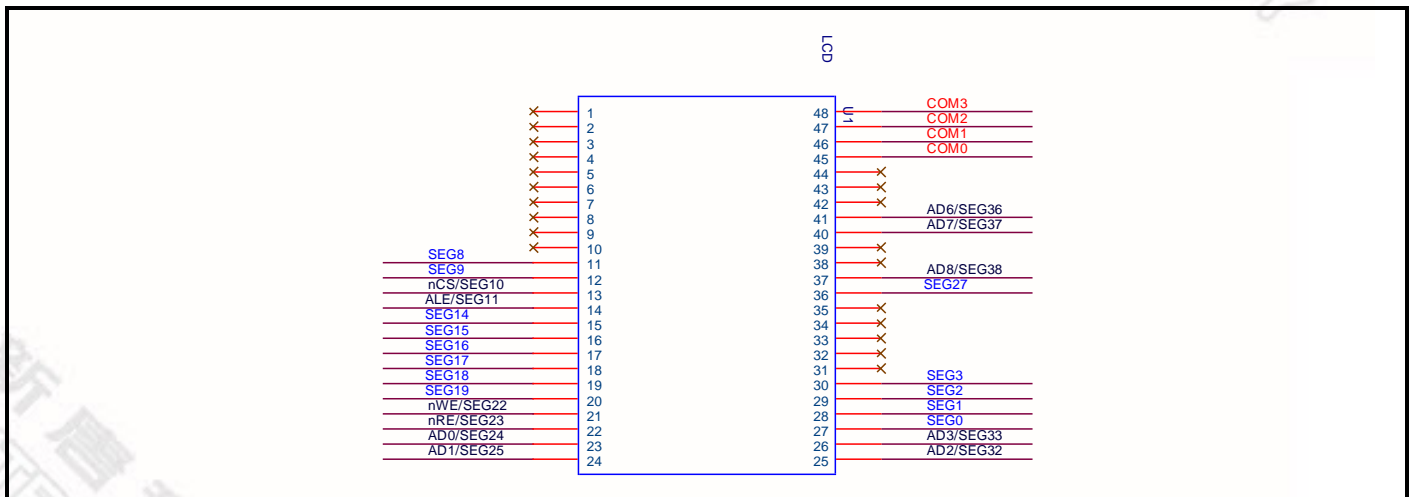 LCD
U1
1 48 COM3
2 47 COM2
3 46 COM1
4 45 COM0
5 44
6 43
7 42
8 41 AD6/SEG36
9 40 AD7/SEG37
10 39
SEG8 11 38
SEG9 12 37 AD8/SEG38
nCS/SEG10 13 36 SEG27
ALE/SEG11 14 35
SEG14 15 34
SEG15 16 33
SEG16 17 32
SEG17 18 31
SEG18 19 30 SEG3
SEG19 20 29 SEG2
nWE/SEG22 21 28 SEG1
nRE/SEG23 22 27 SEG0
AD0/SEG24 23 26 AD3/SEG33
AD1/SEG25 24 25 AD2/SEG32
新唐